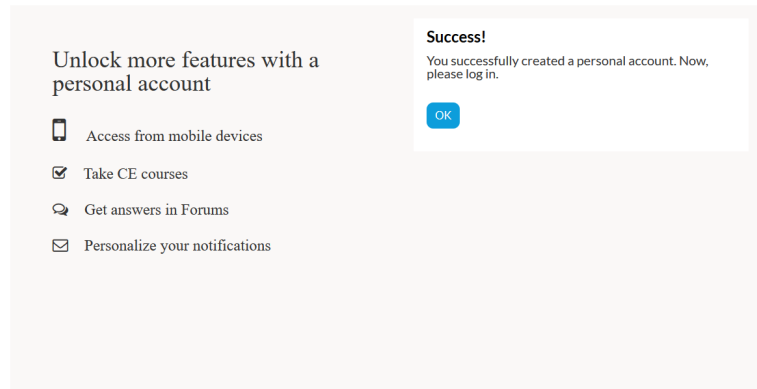 Unlock more features with a
personal account
Access from mobile devices
Take CE courses
Get answers in Forums
Personalize your notifications
Success!
You successfully created a personal account. Now,
please log in.
OK